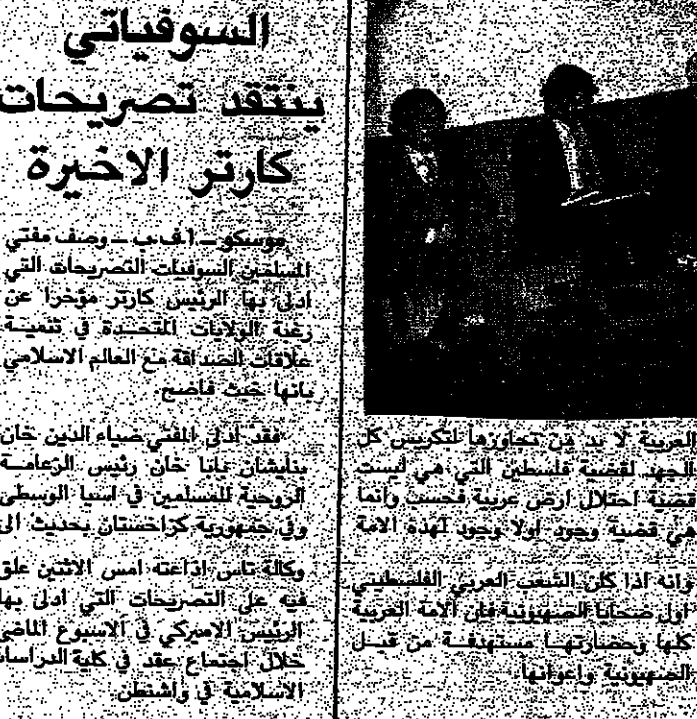 السوفياتي
ينتقد تصريحات
كارتر الاخيرة
موسيكو ـ ا.ف.ب ـ وصف مفتي
المسلمين السوفيات التصريحات التي
ادلى بها الرئيس كارتر مؤخرا عن
رغبة الولايات المتحدة في تنمية
علاقات الصداقة مع العالم الاسلامي
بانها خبث فاضح
فقد ادلى المفتي ضياء الدين خان
بن ايشان بابا خان رئيس الزعامة
الروحية للمسلمين في اسيا الوسطى
وفي جمهورية كزاخستان بحديث الى
وكالة تاس اذاعته امس الاثنين علق
فيه على التصريحات التي ادلى بها
الرئيس الاميركي في الاسبوع الماضي
خلال اجتماع عقد في كلية الدراسات
الاسلامية في واشنطن
العربية لا بد من تجاوزها لتكريس كل
الجهد لقضية فلسطين التي هي ليست
قضية احتلال ارض عربية فحسب وانما
هي قضية وجود اولا وجود لهذه الامة
وانه اذا كان الشعب العربي الفلسطيني
اول ضحايا الصهيونية فان الامة العربية
كلها وحضارتها مستهدفة من قبل
الصهيونية واعوانها.